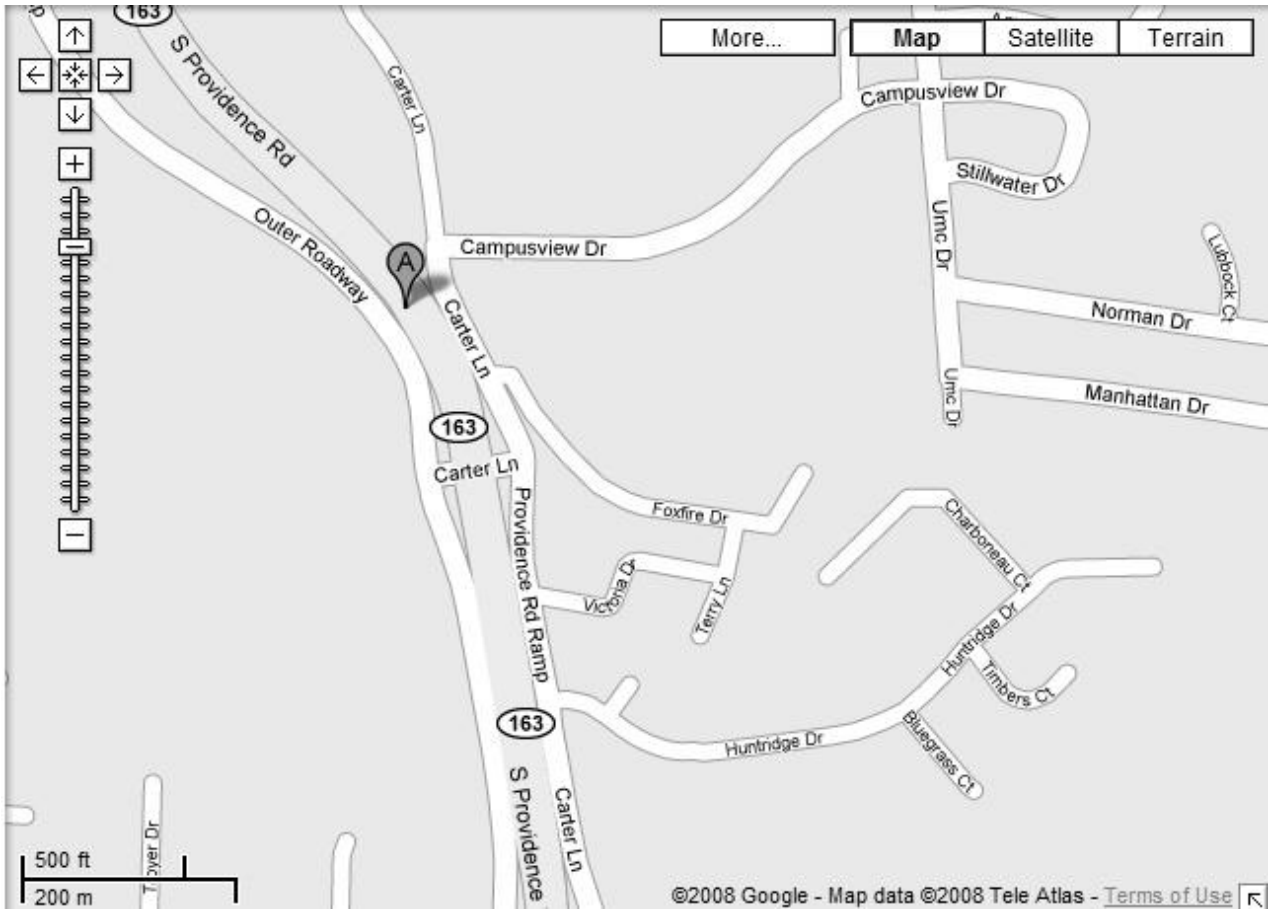 163
More...
Map
Satellite
Terrain
S Providence Rd
Carter Ln
Campusview Dr
Stillwater Dr
Umc Dr
Lubbock Ct
Outer Roadway
Campusview Dr
A
Carter Ln
Norman Dr
Umc Dr
Manhattan Dr
163
Carter Ln
Providence Rd Ramp
Foxfire Dr
Charboneau Ct
Victoria Dr
Terry Ln
Huntridge Dr
Timbers Ct
163
Huntridge Dr
Bluegrass Ct
S Providence
Carter Ln
500 ft
200 m
©2008 Google - Map data ©2008 Tele Atlas - Terms of Use